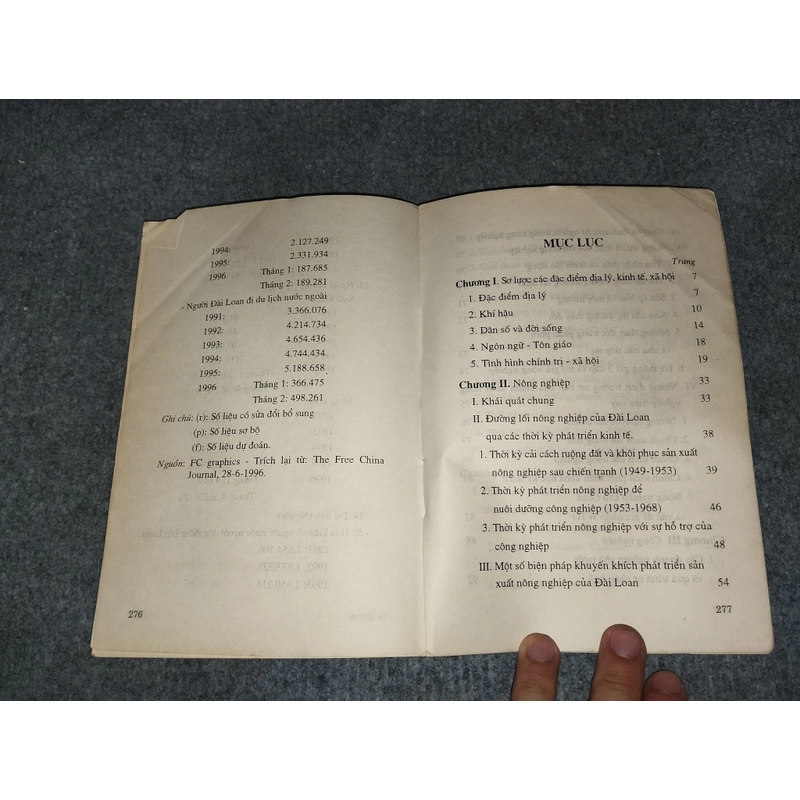 1994: 2.127.249
1995: 2.331.934
1996 Tháng 1: 187.685
Tháng 2: 189.281
- Người Đài Loan đi du lịch nước ngoài
1991: 3.366.076
1992: 4.214.734
1993: 4.654.436
1994: 4.744.434
1995: 5.188.658
1996 Tháng 1: 366.475
Tháng 2: 498.261
Ghi chú: (r): Số liệu có sửa đổi bổ sung
(p): Số liệu sơ bộ
(f): Số liệu dự đoán.
Nguồn: FC graphics - Trích lại từ: The Free China
Journal, 28-6-1996.
276
MỤC LỤC
Trang
Chương I. Sơ lược các đặc điểm địa lý, kinh tế, xã hội 7
1. Đặc điểm địa lý 7
2. Khí hậu 10
3. Dân số và đời sống 14
4. Ngôn ngữ - Tôn giáo 18
5. Tình hình chính trị - xã hội 19
Chương II. Nông nghiệp 33
I. Khái quát chung 33
II. Đường lối nông nghiệp của Đài Loan
qua các thời kỳ phát triển kinh tế. 38
1. Thời kỳ cải cách ruộng đất và khôi phục sản xuất
nông nghiệp sau chiến tranh (1949-1953) 39
2. Thời kỳ phát triển nông nghiệp để
nuôi dưỡng công nghiệp (1953-1968) 46
3. Thời kỳ phát triển nông nghiệp với sự hỗ trợ của
công nghiệp 48
III. Một số biện pháp khuyến khích phát triển sản
xuất nông nghiệp của Đài Loan 54
277